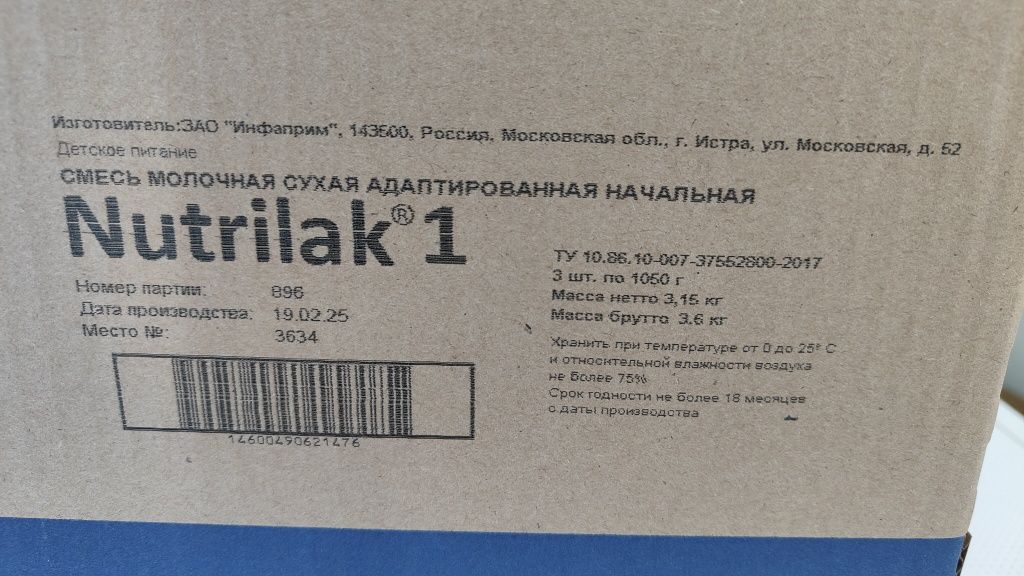 Изготовитель:ЗАО "Инфаприм", 143500, Россия, Московская обл., г. Истра, ул. Московская, д. 52
Детское питание
СМЕСЬ МОЛОЧНАЯ СУХАЯ АДАПТИРОВАННАЯ НАЧАЛЬНАЯ
Nutrilak® 1
ТУ 10.86.10-007-37552800-2017
3 шт. по 1050 г
Масса нетто 3,15 кг
Масса брутто 3.6 кг
Номер партии: 896
Дата производства: 19.02.25
Место №: 3634
Хранить при температуре от 0 до 25° С
и относительной влажности воздуха
не более 75%
Срок годности не более 18 месяцев
с даты производства
14600490621476